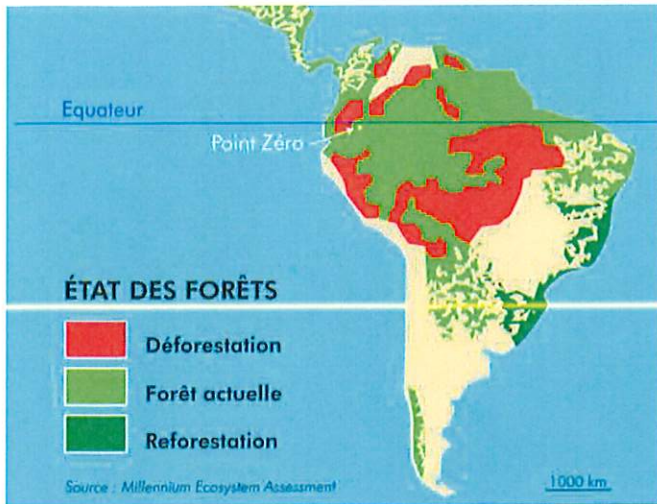 Equateur
Point Zéro
ÉTAT DES FORÊTS
Déforestation
Forêt actuelle
Reforestation
Source : Millennium Ecosystem Assessment
1000 km